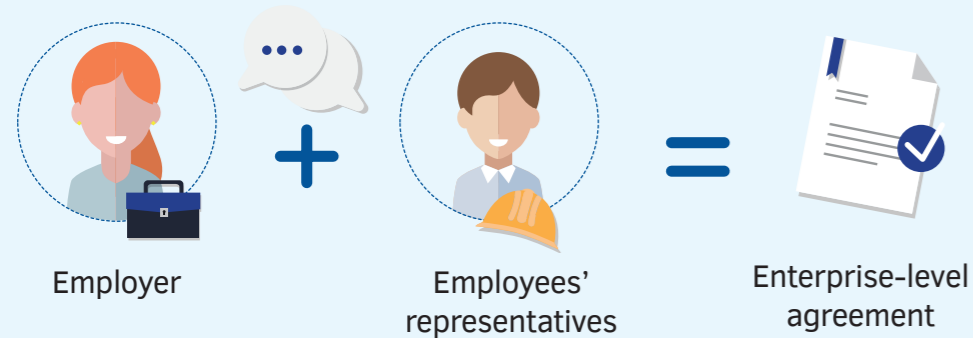 Employer
Employees’
representatives
Enterprise-level
agreement